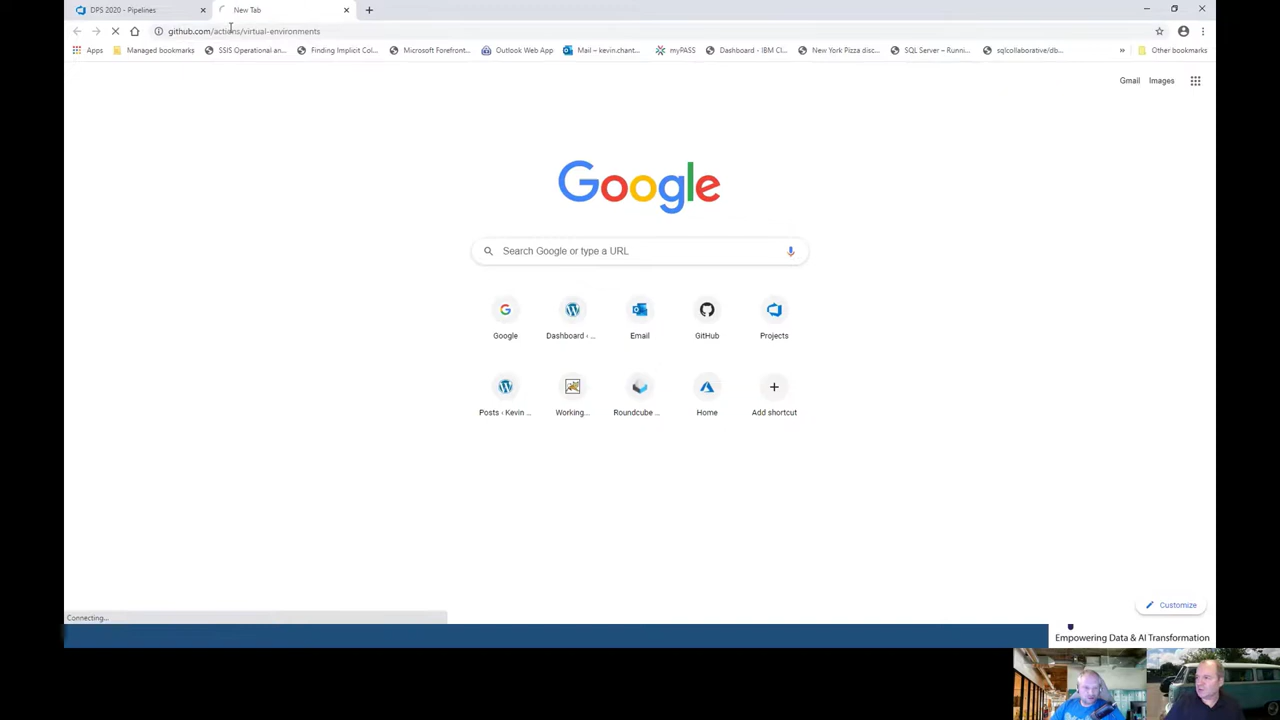 DPS 2020 - Pipelines
New Tab
github.com/actions/virtual-environments
Apps Managed bookmarks SSIS Operational an... Finding Implicit Col... Microsoft Forefront... Outlook Web App Mail – kevin.chant... myPASS Dashboard - IBM Cl... New York Pizza disc... SQL Server – Runni... sqlcollaborative/db... » Other bookmarks
Gmail Images
Google
Search Google or type a URL
Google Dashboard ‹ ... Email GitHub Projects
Posts ‹ Kevin ... Working... Roundcube ... Home Add shortcut
Customize
Connecting...
Empowering Data & AI Transformation